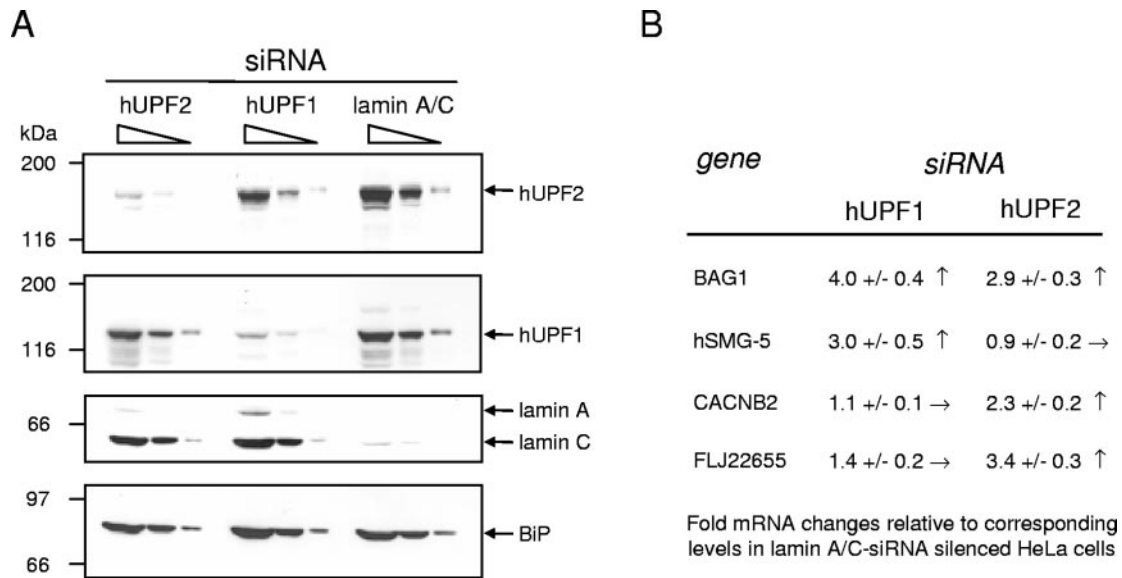 A
siRNA
hUPF2 hUPF1 lamin A/C
kDa
200
hUPF2
116
200
hUPF1
116
lamin A
66
lamin C
97
BiP
66
B
gene siRNA
hUPF1 hUPF2
BAG1 4.0 +/- 0.4 ↑ 2.9 +/- 0.3 ↑
hSMG-5 3.0 +/- 0.5 ↑ 0.9 +/- 0.2 →
CACNB2 1.1 +/- 0.1 → 2.3 +/- 0.2 ↑
FLJ22655 1.4 +/- 0.2 → 3.4 +/- 0.3 ↑
Fold mRNA changes relative to corresponding
levels in lamin A/C-siRNA silenced HeLa cells